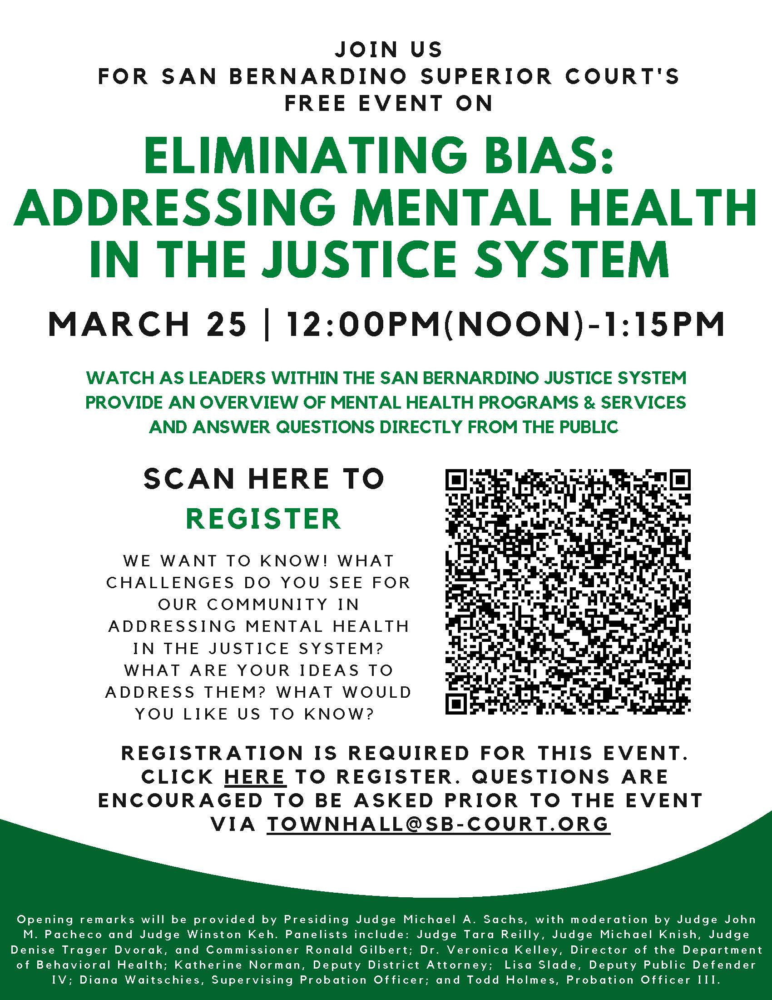 JOIN US
FOR SAN BERNARDINO SUPERIOR COURT'S
FREE EVENT ON
ELIMINATING BIAS:
ADDRESSING MENTAL HEALTH
IN THE JUSTICE SYSTEM
MARCH 25 | 12:00PM(NOON)-1:15PM
WATCH AS LEADERS WITHIN THE SAN BERNARDINO JUSTICE SYSTEM
PROVIDE AN OVERVIEW OF MENTAL HEALTH PROGRAMS & SERVICES
AND ANSWER QUESTIONS DIRECTLY FROM THE PUBLIC
SCAN HERE TO
REGISTER
WE WANT TO KNOW! WHAT
CHALLENGES DO YOU SEE FOR
OUR COMMUNITY IN
ADDRESSING MENTAL HEALTH
IN THE JUSTICE SYSTEM?
WHAT ARE YOUR IDEAS TO
ADDRESS THEM? WHAT WOULD
YOU LIKE US TO KNOW?
REGISTRATION IS REQUIRED FOR THIS EVENT.
CLICK HERE TO REGISTER. QUESTIONS ARE
ENCOURAGED TO BE ASKED PRIOR TO THE EVENT
VIA TOWNHALL@SB-COURT.ORG
Opening remarks will be provided by Presiding Judge Michael A. Sachs, with moderation by Judge John
M. Pacheco and Judge Winston Keh. Panelists include: Judge Tara Reilly, Judge Michael Knish, Judge
Denise Trager Dvorak, and Commissioner Ronald Gilbert; Dr. Veronica Kelley, Director of the Department
of Behavioral Health; Katherine Norman, Deputy District Attorney; Lisa Slade, Deputy Public Defender
IV; Diana Waitschies, Supervising Probation Officer; and Todd Holmes, Probation Officer III.